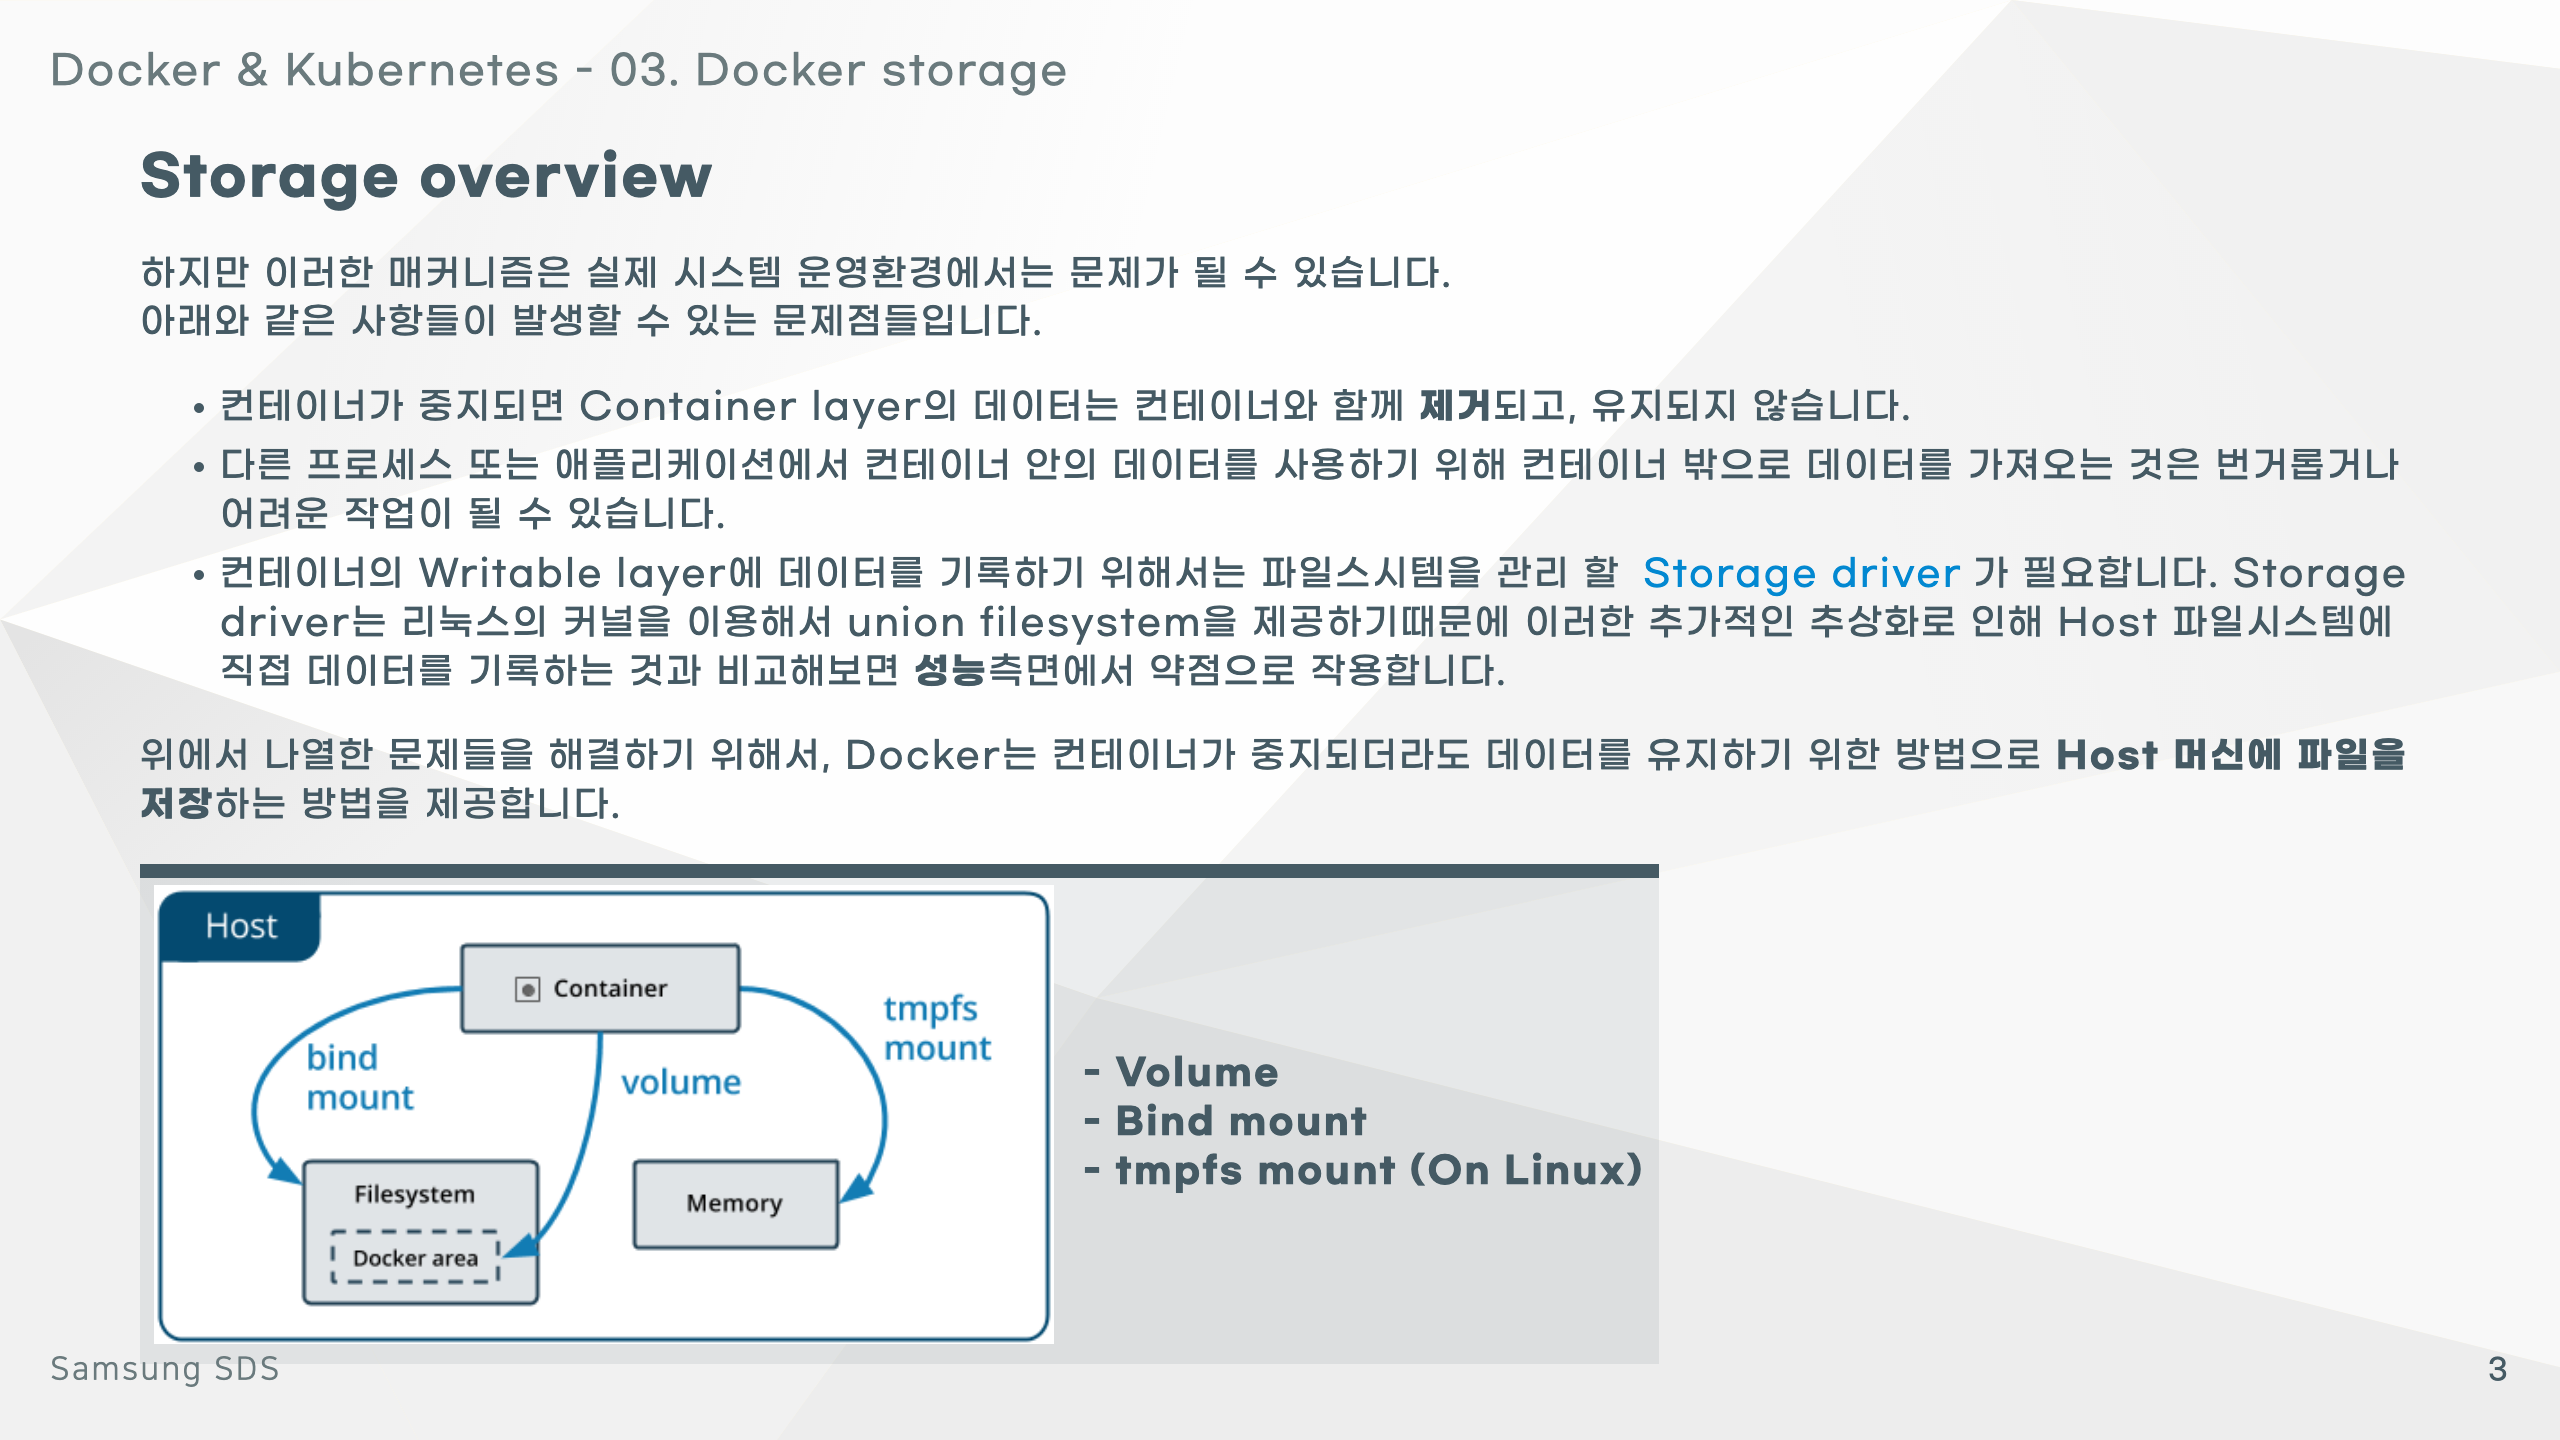 Docker & Kubernetes - 03. Docker storage
Storage overview
하지만 이러한 매커니즘은 실제 시스템 운영환경에서는 문제가 될 수 있습니다.
아래와 같은 사항들이 발생할 수 있는 문제점들입니다.
• 컨테이너가 중지되면 Container layer의 데이터는 컨테이너와 함께 제거되고, 유지되지 않습니다.
• 다른 프로세스 또는 애플리케이션에서 컨테이너 안의 데이터를 사용하기 위해 컨테이너 밖으로 데이터를 가져오는 것은 번거롭거나
어려운 작업이 될 수 있습니다.
• 컨테이너의 Writable layer에 데이터를 기록하기 위해서는 파일스시템을 관리 할 Storage driver 가 필요합니다. Storage
driver는 리눅스의 커널을 이용해서 union filesystem을 제공하기때문에 이러한 추가적인 추상화로 인해 Host 파일시스템에
직접 데이터를 기록하는 것과 비교해보면 성능측면에서 약점으로 작용합니다.
위에서 나열한 문제들을 해결하기 위해서, Docker는 컨테이너가 중지되더라도 데이터를 유지하기 위한 방법으로 Host 머신에 파일을
저장하는 방법을 제공합니다.
Host
Container
bind
mount
volume
tmpfs
mount
Filesystem
Docker area
Memory
- Volume
- Bind mount
- tmpfs mount (On Linux)
Samsung SDS
3